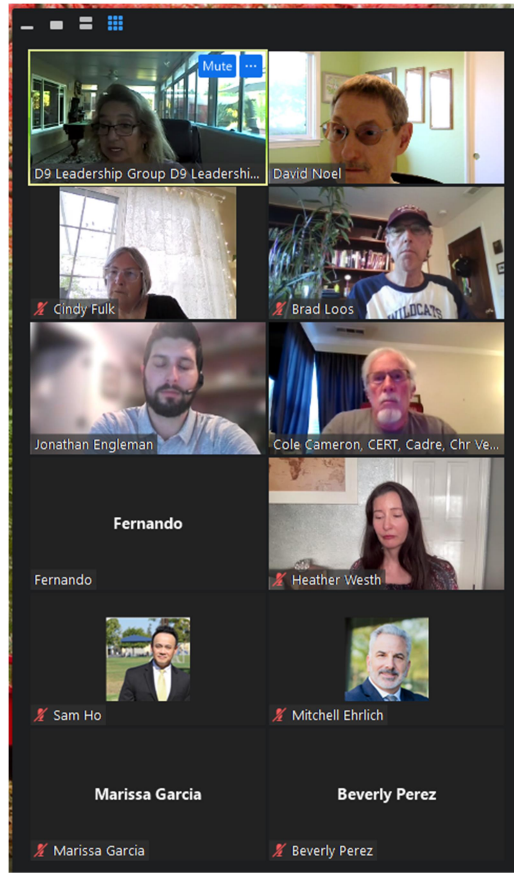 Mute ...
D9 Leadership Group D9 Leadershi...
David Noel
Cindy Fulk
Brad Loos
WILDCATS
Jonathan Engleman
Cole Cameron, CERT, Cadre, Chr Ve...
Fernando
Fernando
Heather Westh
Sam Ho
Mitchell Ehrlich
Marissa Garcia
Beverly Perez
Marissa Garcia
Beverly Perez